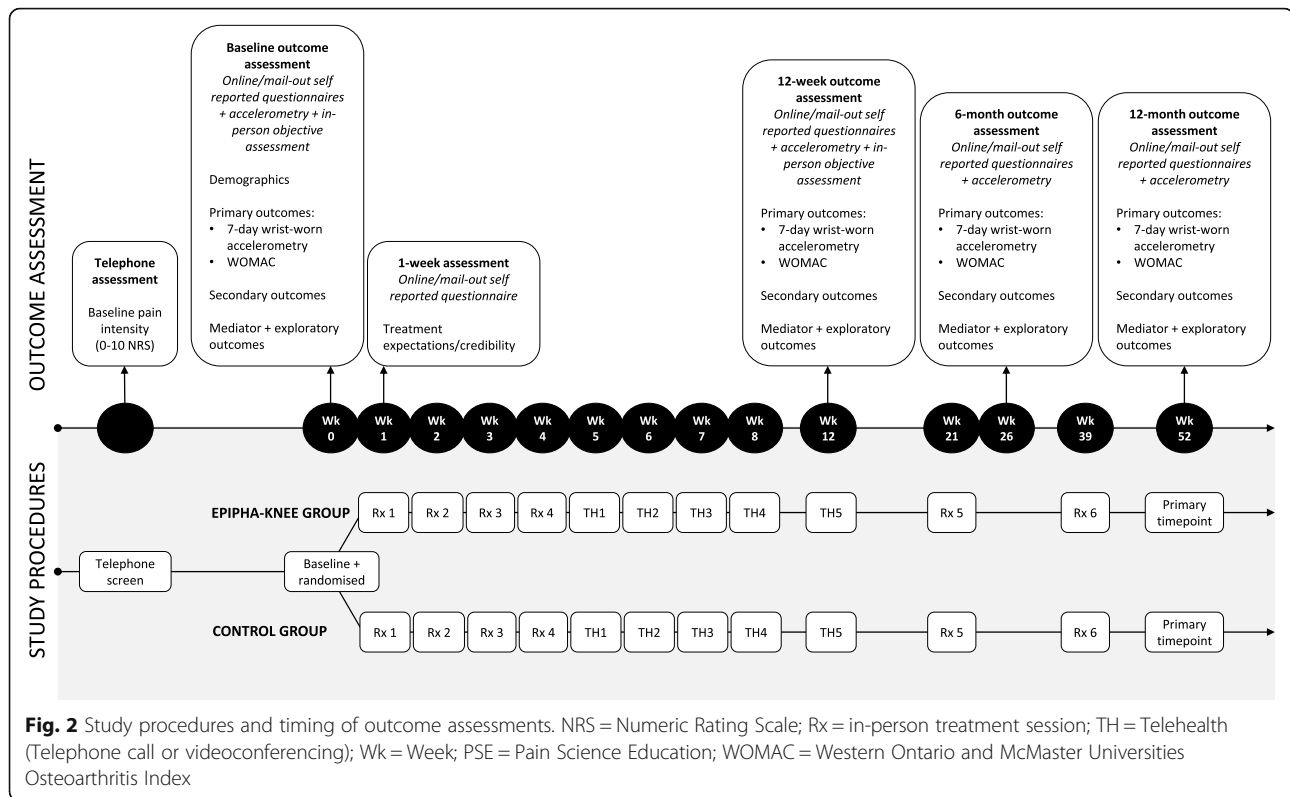 OUTCOME ASSESSMENT
Telephone
assessment
Baseline pain
intensity
(0-10 NRS)
Baseline outcome
assessment
Online/mail-out self
reported questionnaires
+ accelerometry + in-
person objective
assessment
Demographics
Primary outcomes:
• 7-day wrist-worn
accelerometry
• WOMAC
Secondary outcomes
Mediator + exploratory
outcomes
1-week assessment
Online/mail-out self
reported questionnaire
Treatment
expectations/credibility
12-week outcome
assessment
Online/mail-out self
reported questionnaires
+ accelerometry + in-
person objective
assessment
Primary outcomes:
• 7-day wrist-worn
accelerometry
• WOMAC
Secondary outcomes
Mediator + exploratory
outcomes
6-month outcome
assessment
Online/mail-out self
reported questionnaires
+ accelerometry
Primary outcomes:
• 7-day wrist-worn
accelerometry
• WOMAC
Secondary outcomes
Mediator + exploratory
outcomes
12-month outcome
assessment
Online/mail-out self
reported questionnaires
+ accelerometry
Primary outcomes:
• 7-day wrist-worn
accelerometry
• WOMAC
Secondary outcomes
Mediator + exploratory
outcomes
Wk
0
Wk
1
Wk
2
Wk
3
Wk
4
Wk
5
Wk
6
Wk
7
Wk
8
Wk
12
Wk
21
Wk
26
Wk
39
Wk
52
STUDY PROCEDURES
EPIPHA-KNEE GROUP
Rx 1
Rx 2
Rx 3
Rx 4
TH1
TH2
TH3
TH4
TH5
Rx 5
Rx 6
Primary
timepoint
Telephone
screen
Baseline +
randomised
CONTROL GROUP
Rx 1
Rx 2
Rx 3
Rx 4
TH1
TH2
TH3
TH4
TH5
Rx 5
Rx 6
Primary
timepoint
Fig. 2 Study procedures and timing of outcome assessments. NRS = Numeric Rating Scale; Rx = in-person treatment session; TH = Telehealth
(Telephone call or videoconferencing); Wk = Week; PSE = Pain Science Education; WOMAC = Western Ontario and McMaster Universities
Osteoarthritis Index